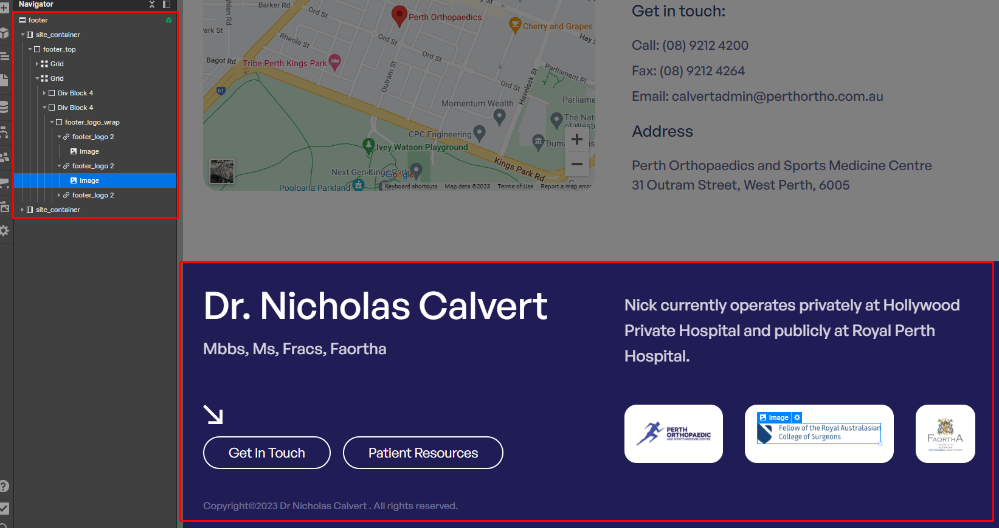 Navigator
footer
site_container
footer_top
Grid
Grid
Div Block 4
Div Block 4
footer_logo_wrap
footer_logo 2
Image
footer_logo 2
Image
footer_logo 2
site_container
Barker Rd
Ord St
Perth Orthopaedics
Cherry and Grapes
Park St
Rheola St
Ord St
Hay S
Bagot Rd
Tribe Perth Kings Park
Ord St
Outram St
Parliament Pl
Ord St
Havelock St
61
Momentum Wealth
Parliame
The Nati
of Weste
CPC Engineering
Ivey Watson Playground
Kings Park Rd
Next Gen Kings Park
Google
Poolgarla Parkland
Keyboard shortcuts
Map data ©2023
Terms of Use
Report a map error
Get in touch:
Call: (08) 9212 4200
Fax: (08) 9212 4264
Email: calvertadmin@perthortho.com.au
Address
Perth Orthopaedics and Sports Medicine Centre
31 Outram Street, West Perth, 6005
Dr. Nicholas Calvert
Mbbs, Ms, Fracs, Faortha
Nick currently operates privately at Hollywood
Private Hospital and publicly at Royal Perth
Hospital.
Get In Touch
Patient Resources
PERTH
ORTHOPAEDIC
AND SPORTS MEDICINE CENTRE
Image
Fellow of the Royal Australasian
College of Surgeons
FAORTHA
FELLOW of the
AUSTRALIAN
ORTHOPAEDIC ASSOCIATION
Copyright©2023 Dr Nicholas Calvert . All rights reserved.